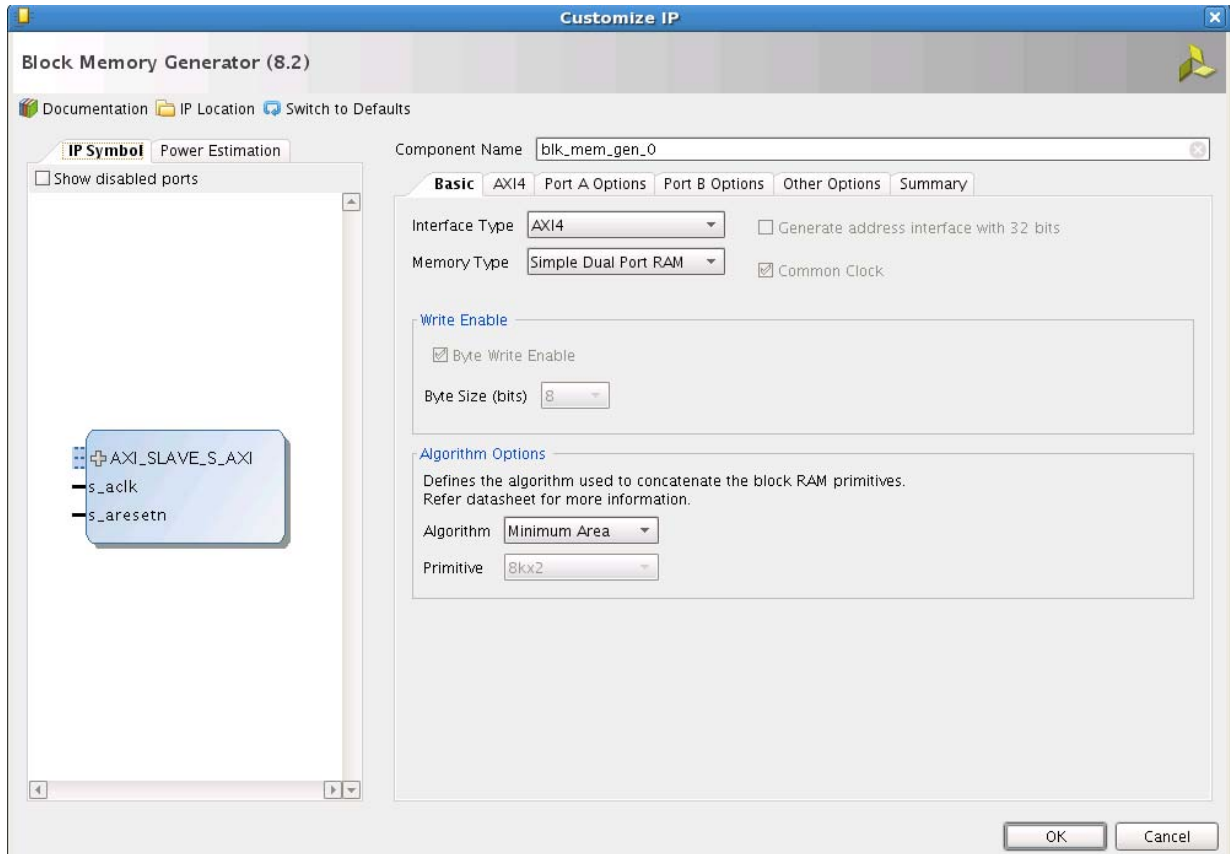 Customize IP
Block Memory Generator (8.2)
Documentation IP Location Switch to Defaults
IP Symbol Power Estimation
Show disabled ports
AXI_SLAVE_S_AXI
s_aclk
s_aresetn
Component Name blk_mem_gen_0
Basic AXI4 Port A Options Port B Options Other Options Summary
Interface Type AXI4 Generate address interface with 32 bits
Memory Type Simple Dual Port RAM Common Clock
Write Enable
Byte Write Enable
Byte Size (bits) 8
Algorithm Options
Defines the algorithm used to concatenate the block RAM primitives.
Refer datasheet for more information.
Algorithm Minimum Area
Primitive 8kx2
OK Cancel